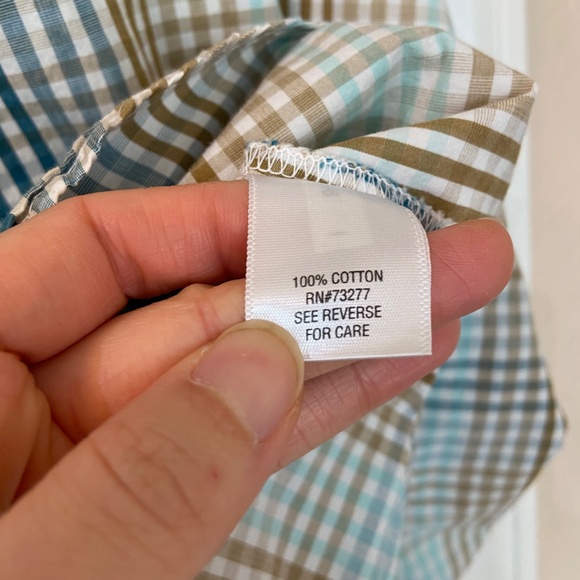 100% COTTON
RN#73277
SEE REVERSE
FOR CARE